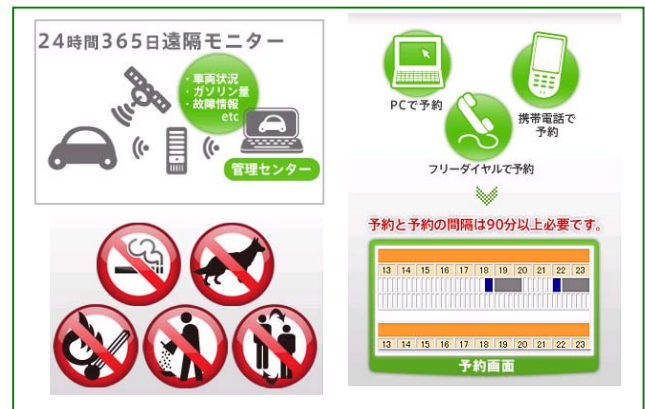 24時間365日遠隔モニター
・車両状況
・ガソリン量
・故障情報
etc
管理センター
PCで予約
携帯電話で
予約
フリーダイヤルで予約
予約と予約の間隔は90分以上必要です。
13 14 15 16 17 18 19 20 21 22 23
13 14 15 16 17 18 19 20 21 22 23
予約画面